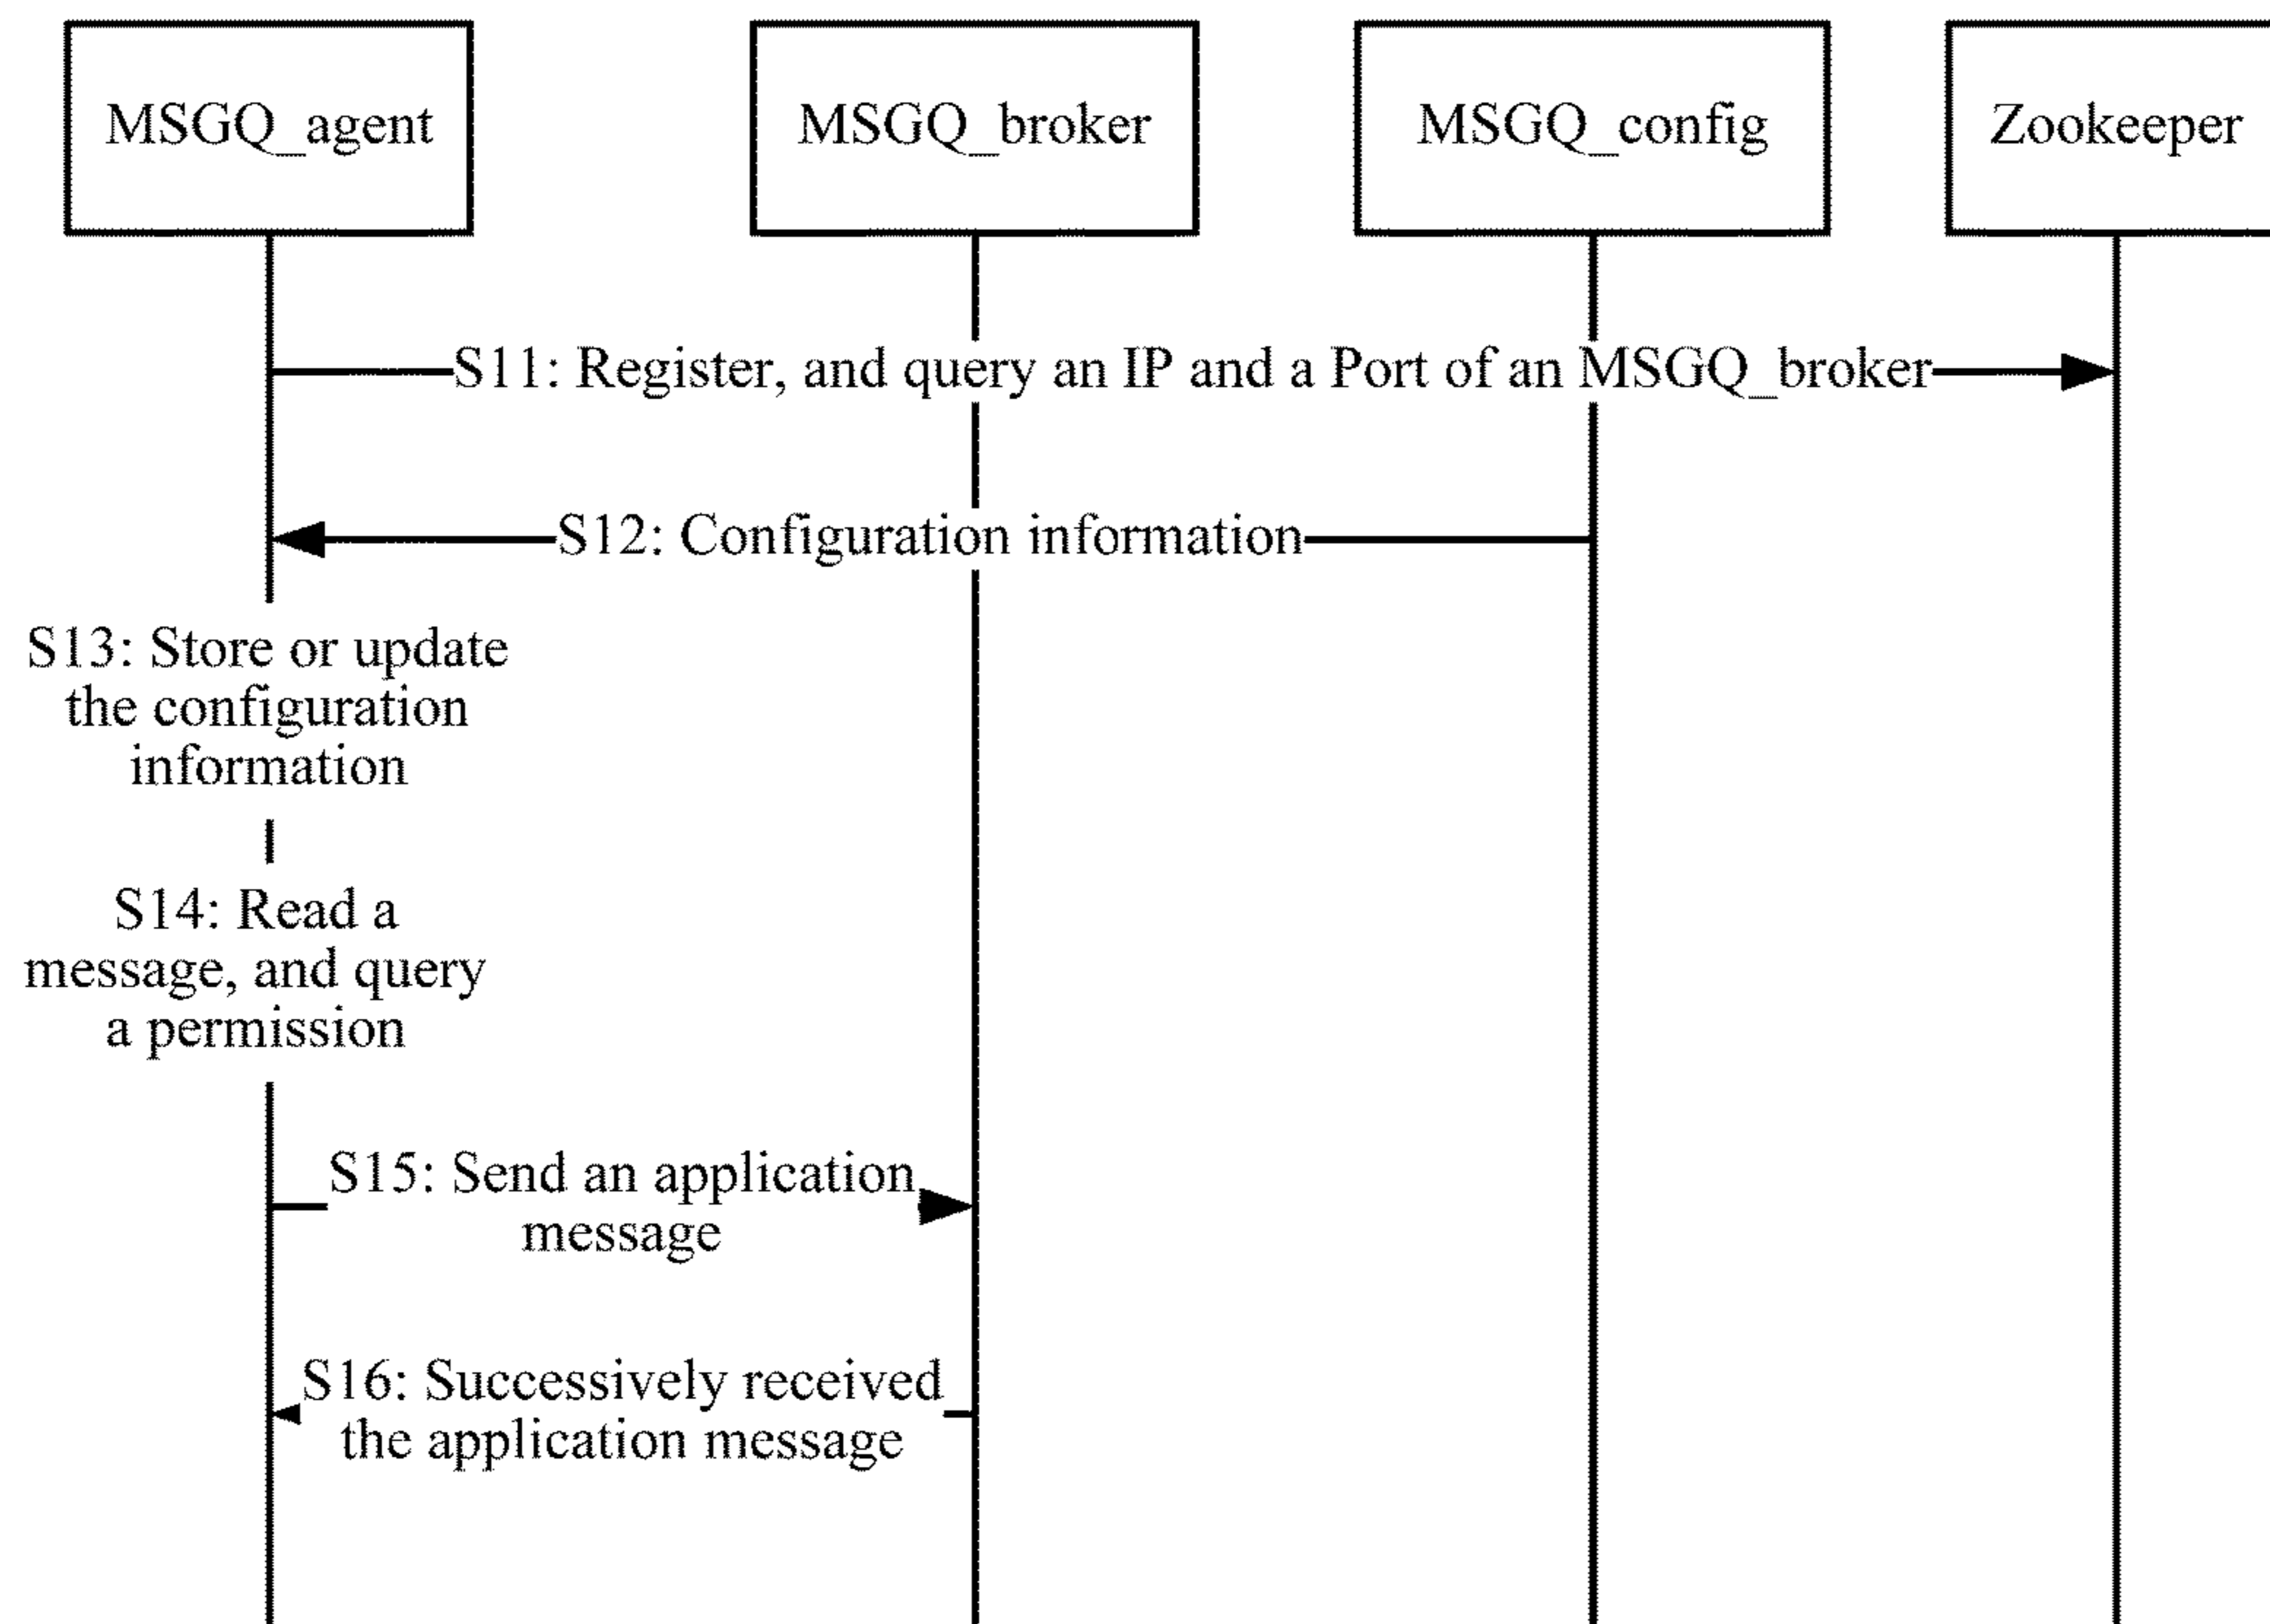 MSGQ_agent
MSGQ_broker
MSGQ_config
Zookeeper
S11: Register, and query an IP and a Port of an MSGQ_broker
S12: Configuration information
S13: Store or update
the configuration
information
S14: Read a
message, and query
a permission
S15: Send an application
message
S16: Successively received
the application message